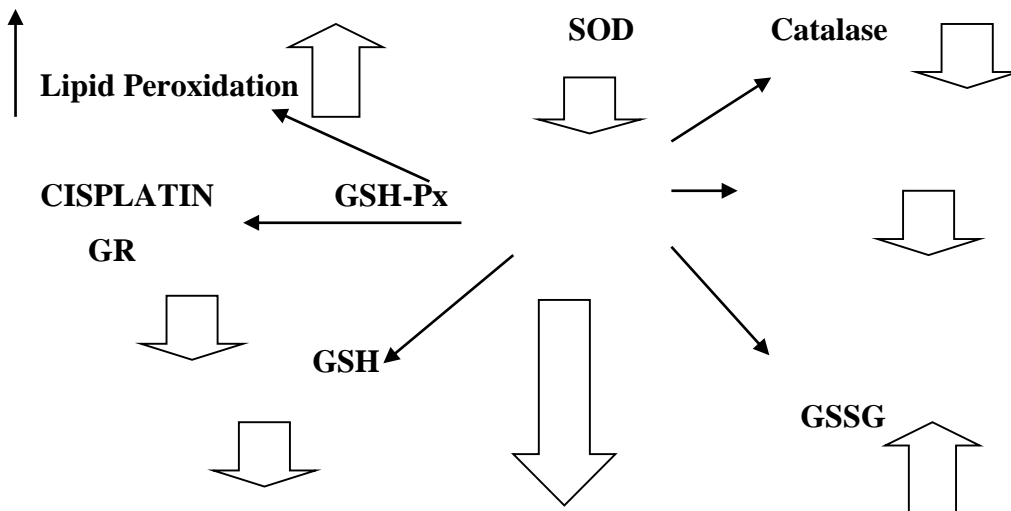 SOD Catalase
Lipid Peroxidation
CISPLATIN GSH-Px
GR
GSH
GSSG